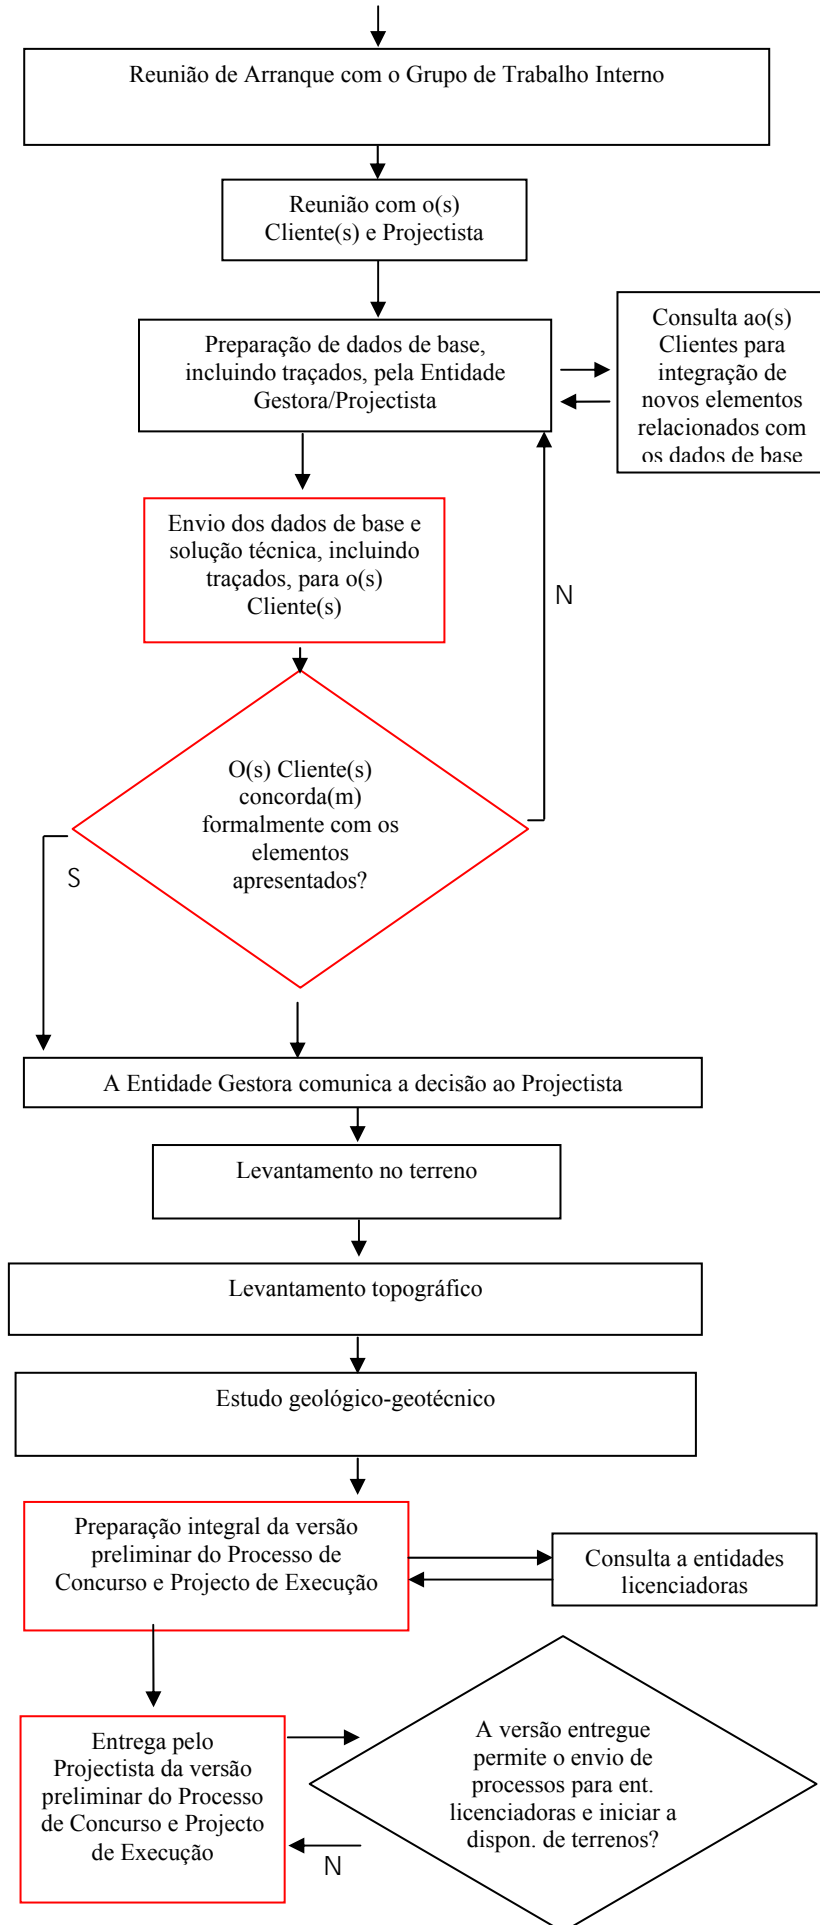 Reunião de Arranque com o Grupo de Trabalho Interno
Reunião com o(s)
Cliente(s) e Projectista
Preparação de dados de base,
incluindo traçados, pela Entidade
Gestora/Projectista
Consulta ao(s)
Clientes para
integração de
novos elementos
relacionados com
os dados de base
Envio dos dados de base e
solução técnica, incluindo
traçados, para o(s)
Cliente(s)
N
O(s) Cliente(s)
concorda(m)
formalmente com os
elementos
apresentados?
S
A Entidade Gestora comunica a decisão ao Projectista
Levantamento no terreno
Levantamento topográfico
Estudo geológico-geotécnico
Preparação integral da versão
preliminar do Processo de
Concurso e Projecto de Execução
Consulta a entidades
licenciadoras
Entrega pelo
Projectista da versão
preliminar do Processo
de Concurso e Projecto
de Execução
A versão entregue
permite o envio de
processos para ent.
licenciadoras e iniciar a
dispon. de terrenos?
N